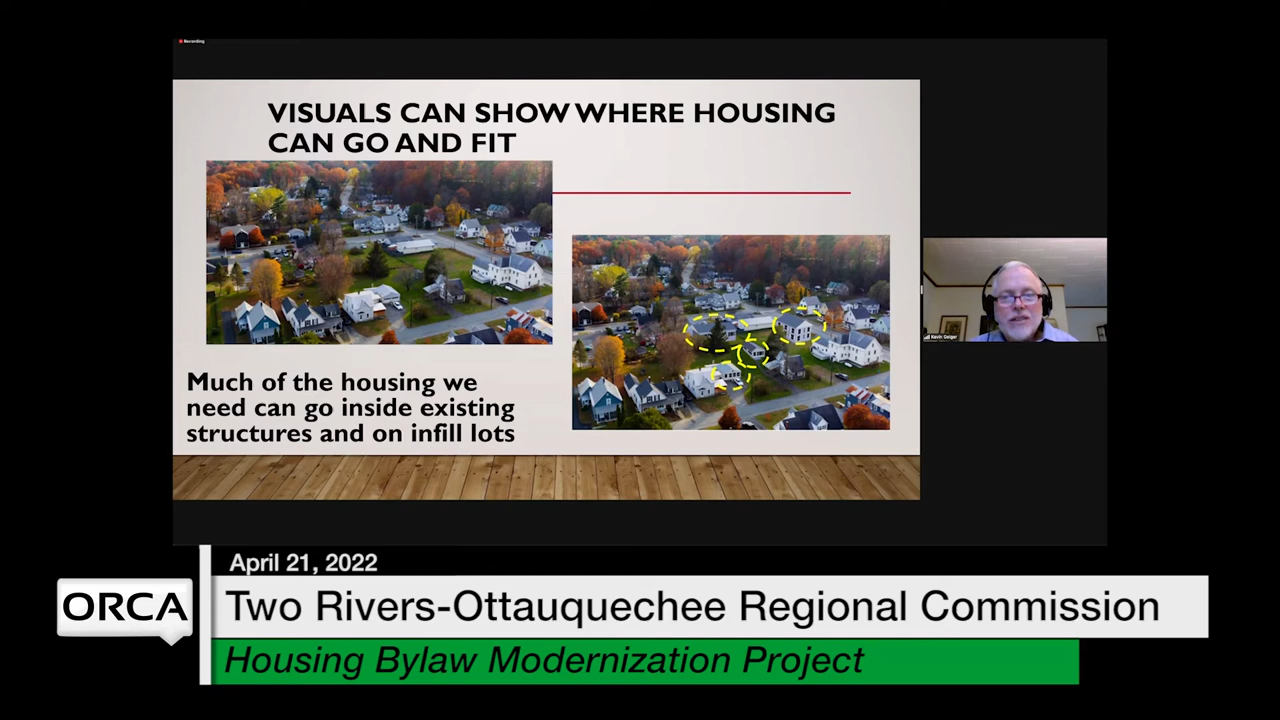 Recording
VISUALS CAN SHOW WHERE HOUSING
CAN GO AND FIT
Much of the housing we
need can go inside existing
structures and on infill lots
Kevin Geiger
April 21, 2022
ORCA
Two Rivers-Ottauquechee Regional Commission
Housing Bylaw Modernization Project